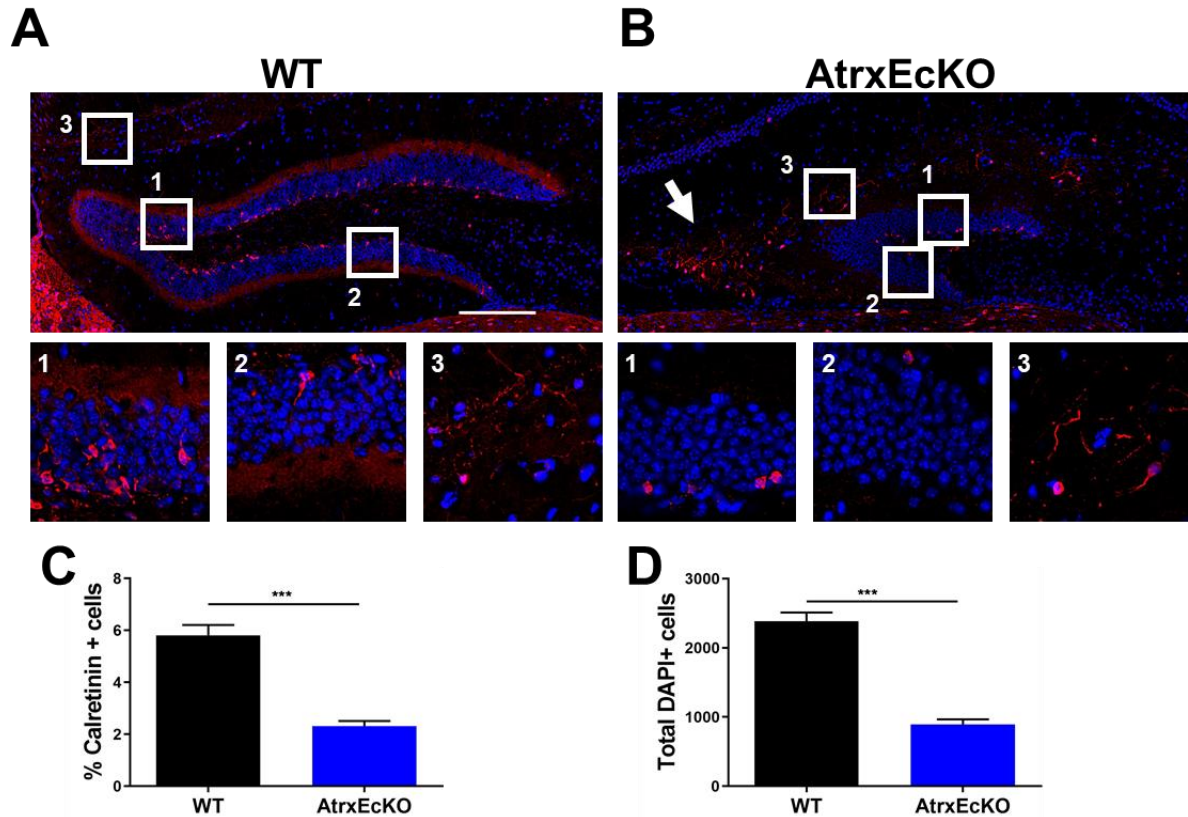 A
WT
3
1
2
B
AtrxEcKO
3
1
2
1
2
3
1
2
3
C
% Calretinin + cells
8
6
4
2
0
***
WT
AtrxEcKO
D
Total DAPI+ cells
3000
2000
1000
0
***
WT
AtrxEcKO